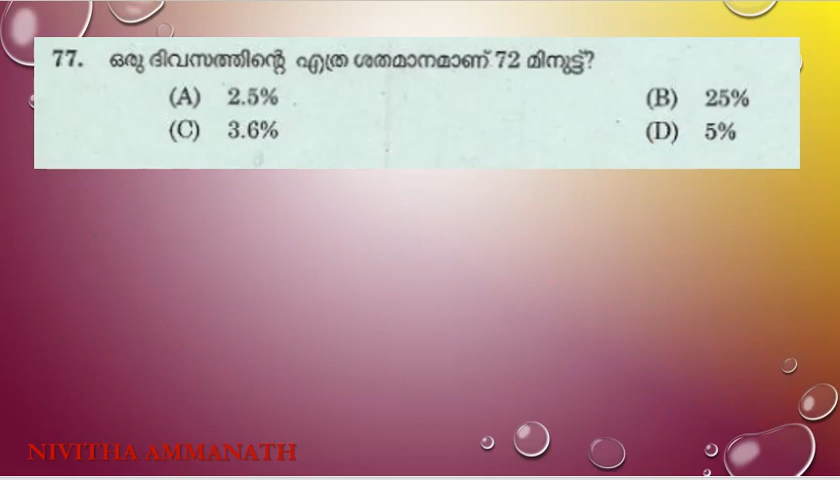 77. ഒരു ദിവസത്തിന്റെ എത്ര ശതമാനമാണ് 72 മിനുട്ട്?
(A) 2.5% (B) 25%
(C) 3.6% (D) 5%
NIVITHA AMMANATH